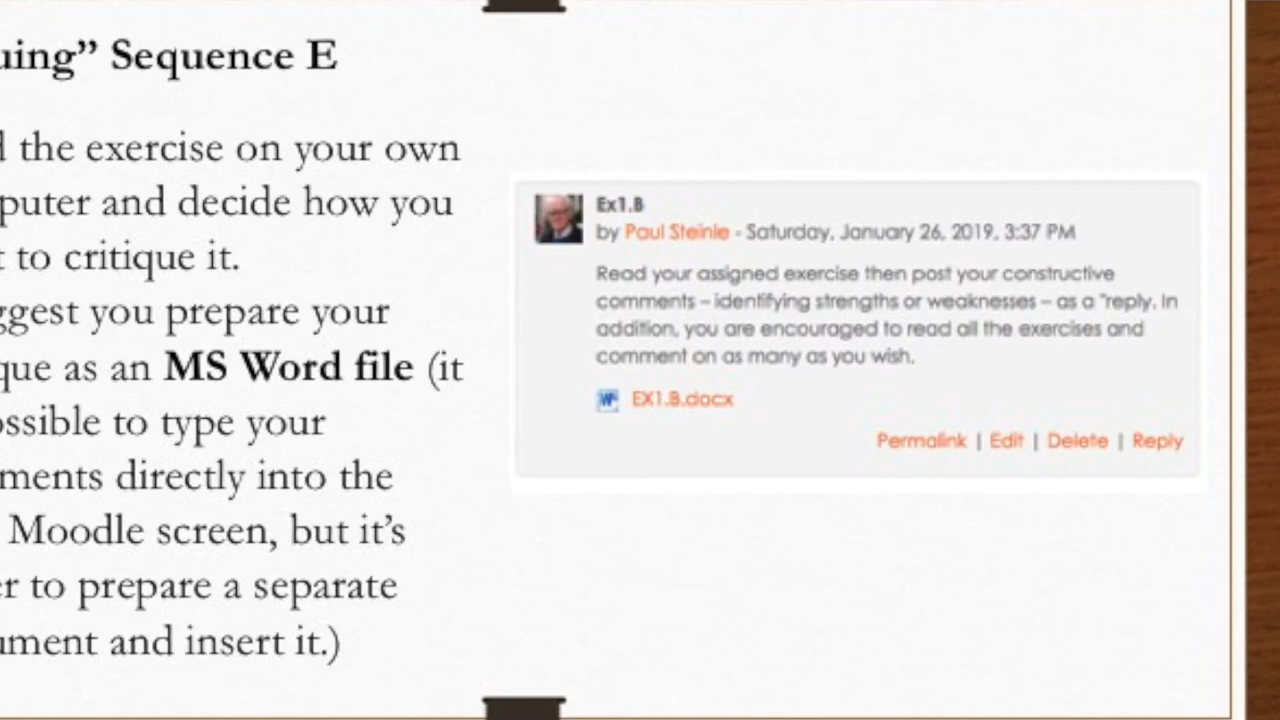 uing” Sequence E
the exercise on your own
puter and decide how you
to critique it.
ggest you prepare your
que as an MS Word file (it
ossible to type your
ments directly into the
Moodle screen, but it’s
er to prepare a separate
ument and insert it.)
Ex1.B
by Paul Steinle - Saturday, January 26, 2019, 3:37 PM
Read your assigned exercise then post your constructive
comments – identifying strengths or weaknesses – as a "reply. In
addition, you are encouraged to read all the exercises and
comment on as many as you wish.
EX1.B.docx
Permalink | Edit | Delete | Reply